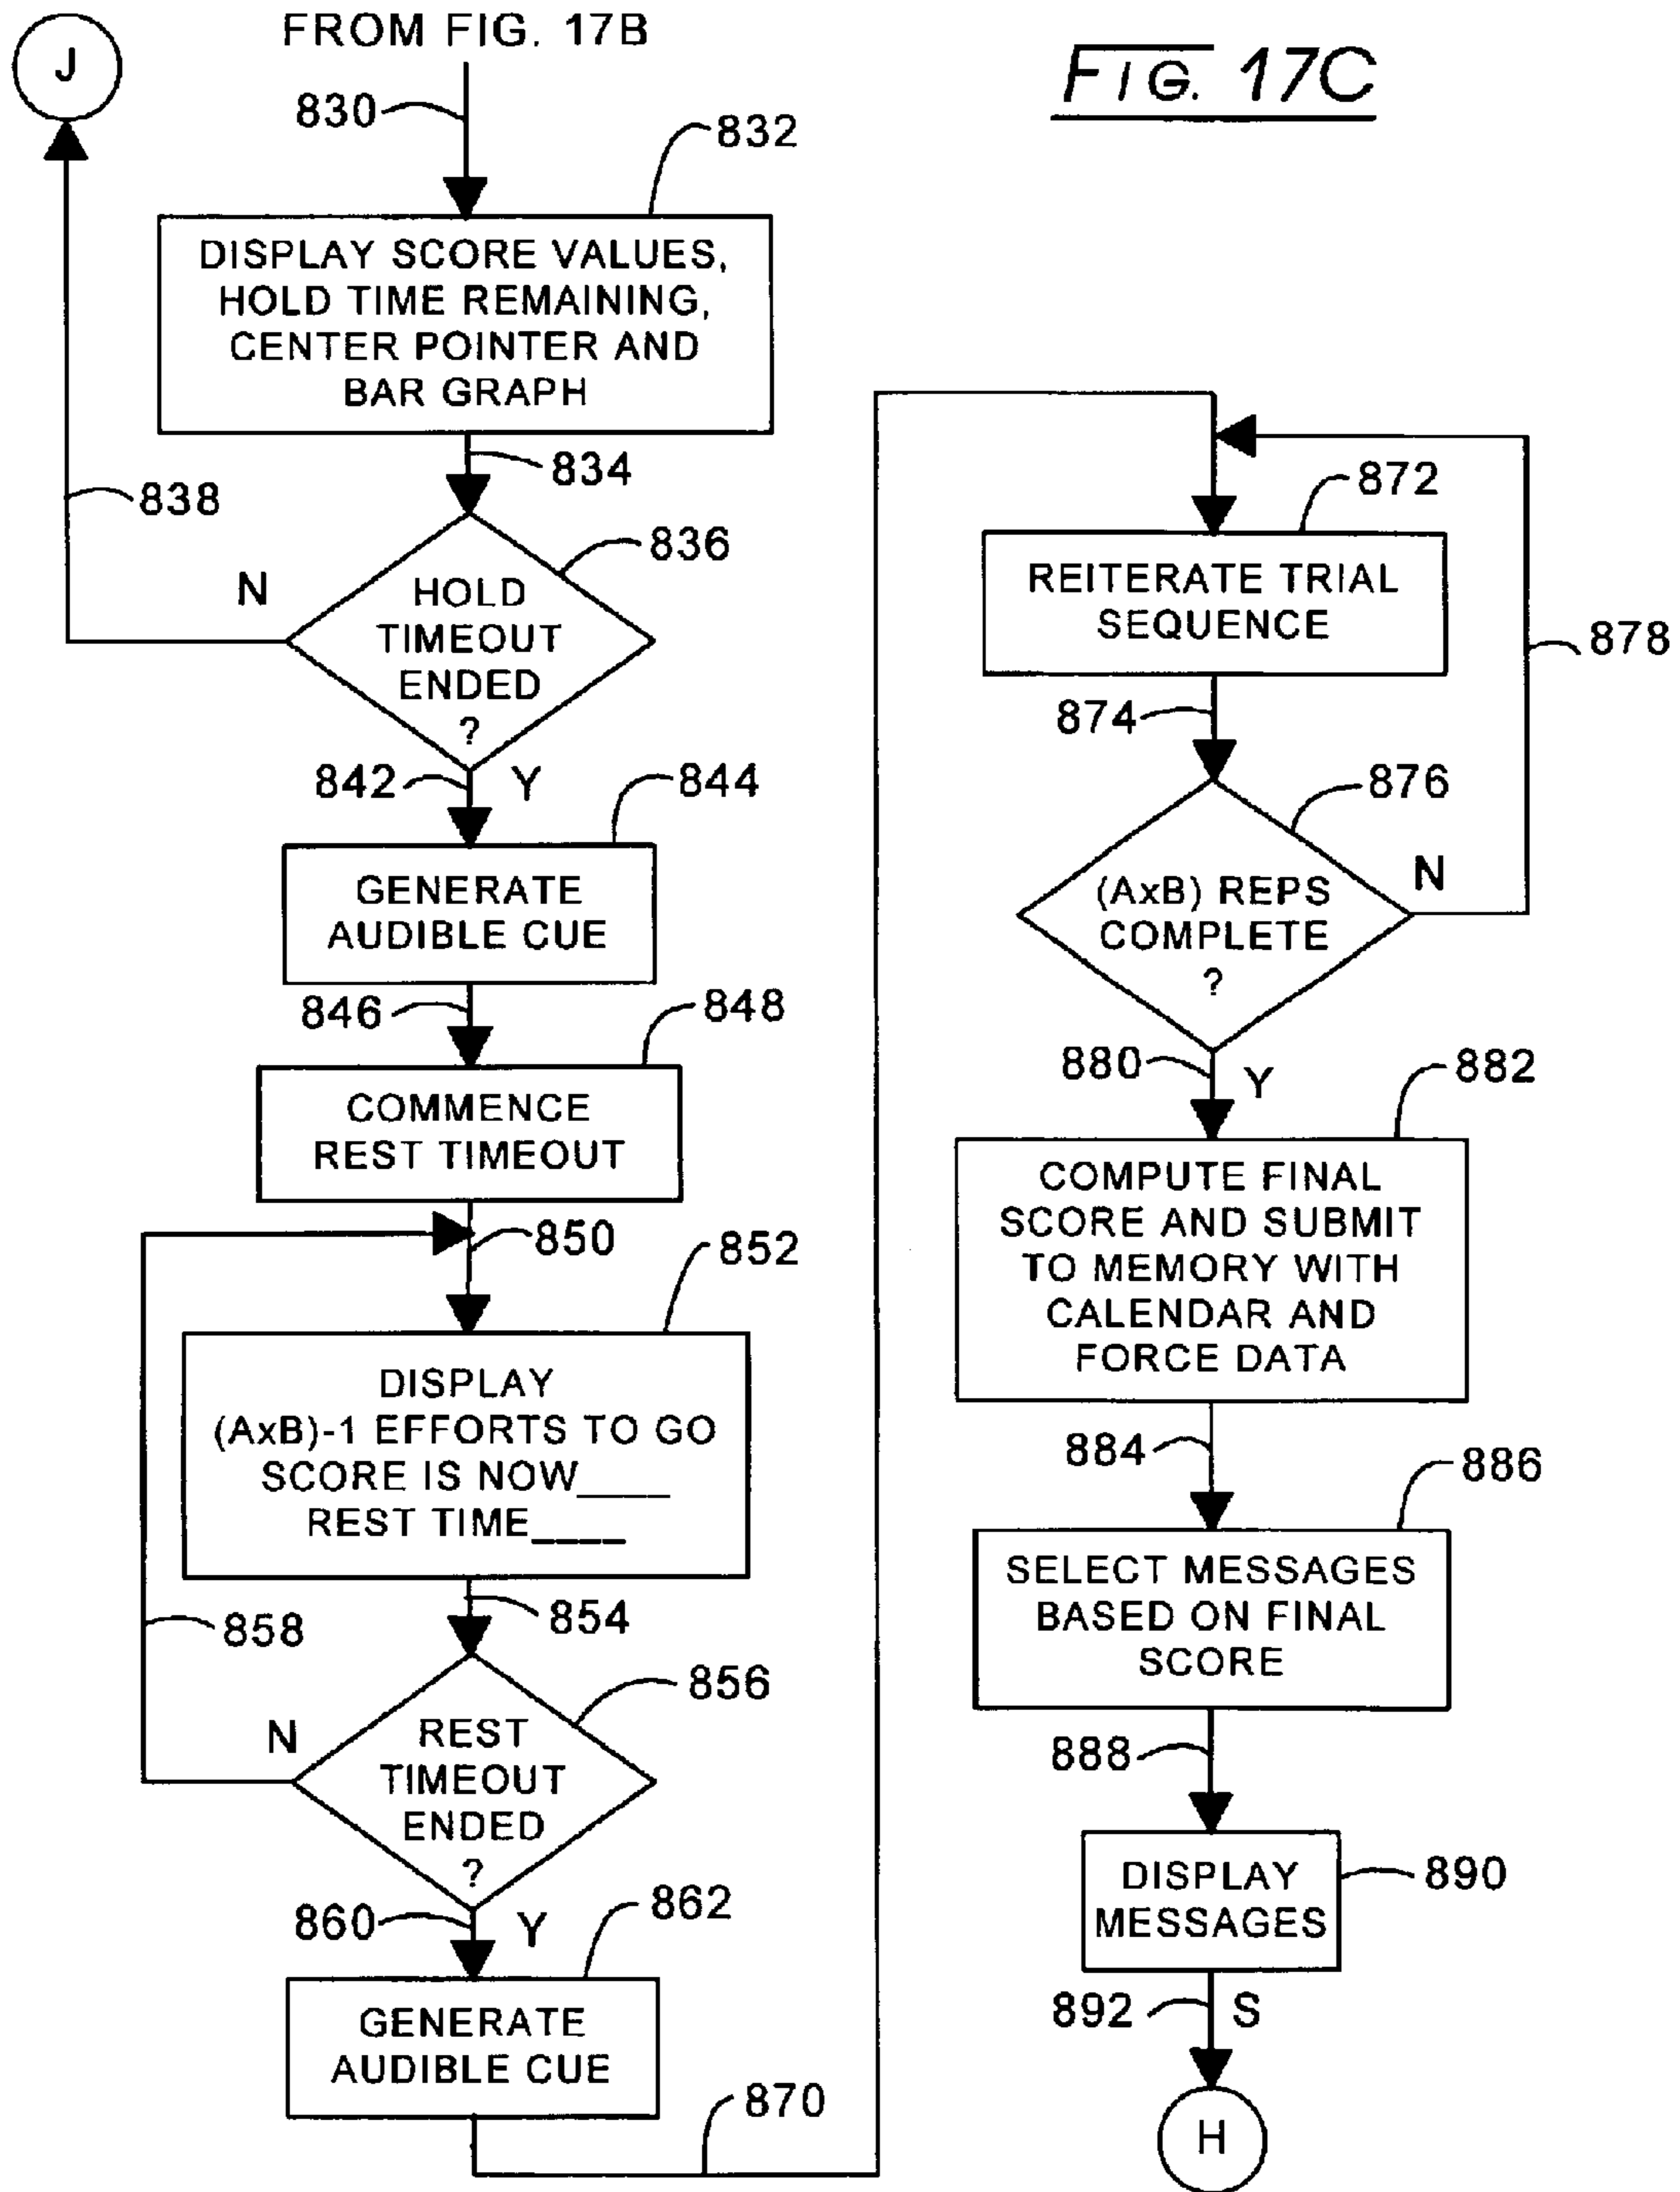 J
FROM FIG. 17B
FIG. 17C
830
832
DISPLAY SCORE VALUES,
HOLD TIME REMAINING,
CENTER POINTER AND
BAR GRAPH
834
838
836
N
HOLD
TIMEOUT
ENDED
?
842
Y
844
GENERATE
AUDIBLE CUE
846
848
COMMENCE
REST TIMEOUT
850
852
DISPLAY
(AxB)-1 EFFORTS TO GO
SCORE IS NOW____
REST TIME____
854
858
856
N
REST
TIMEOUT
ENDED
?
860
Y
862
GENERATE
AUDIBLE CUE
870
872
REITERATE TRIAL
SEQUENCE
878
874
876
N
(AxB) REPS
COMPLETE
?
880
Y
882
COMPUTE FINAL
SCORE AND SUBMIT
TO MEMORY WITH
CALENDAR AND
FORCE DATA
884
886
SELECT MESSAGES
BASED ON FINAL
SCORE
888
890
DISPLAY
MESSAGES
892
S
H